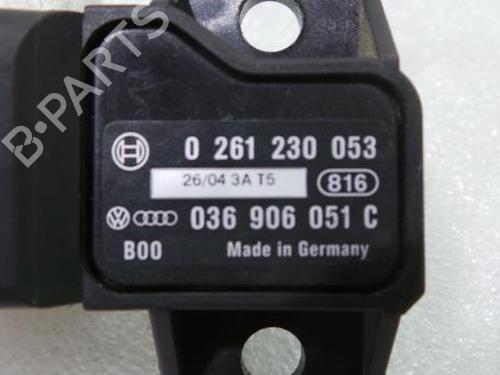 B-PARTS
0 261 230 053
26/04 3A T5 816
036 906 051 C
B00 Made in Germany